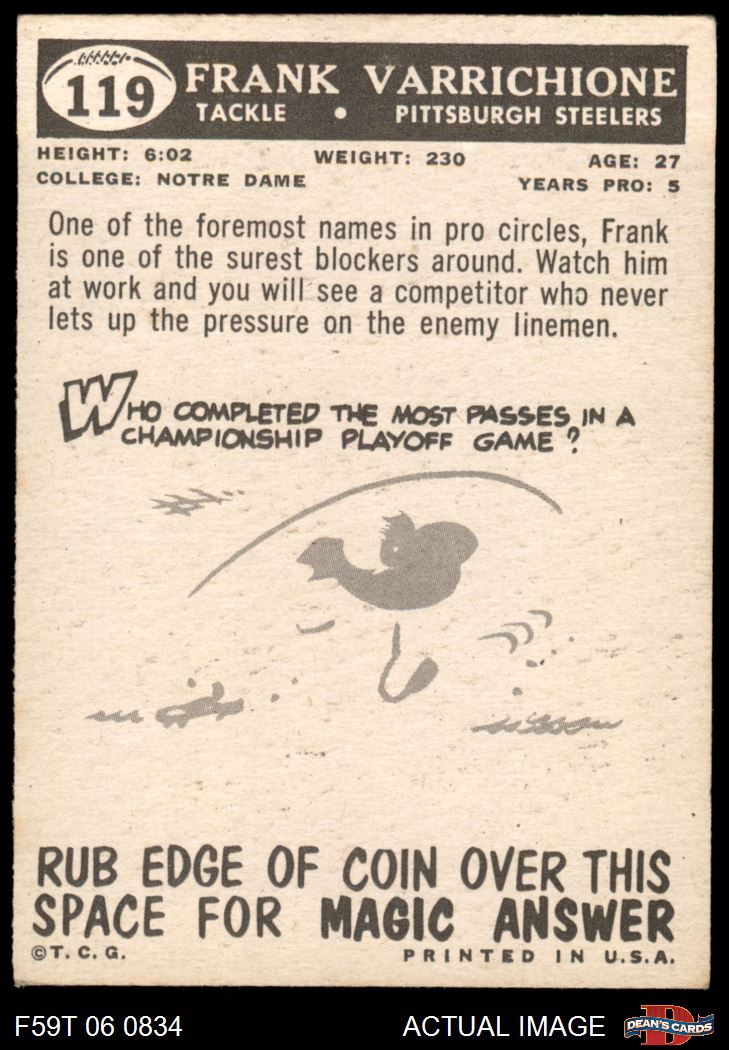 119
FRANK VARRICHIONE
TACKLE • PITTSBURGH STEELERS
HEIGHT: 6:02 WEIGHT: 230 AGE: 27
COLLEGE: NOTRE DAME YEARS PRO: 5
One of the foremost names in pro circles, Frank
is one of the surest blockers around. Watch him
at work and you will see a competitor who never
lets up the pressure on the enemy linemen.
WHO COMPLETED THE MOST PASSES IN A
CHAMPIONSHIP PLAYOFF GAME?
RUB EDGE OF COIN OVER THIS
SPACE FOR MAGIC ANSWER
©T. C. G. PRINTED IN U.S.A.
F59T 06 0834 ACTUAL IMAGE
D
DEAN'S CARDS